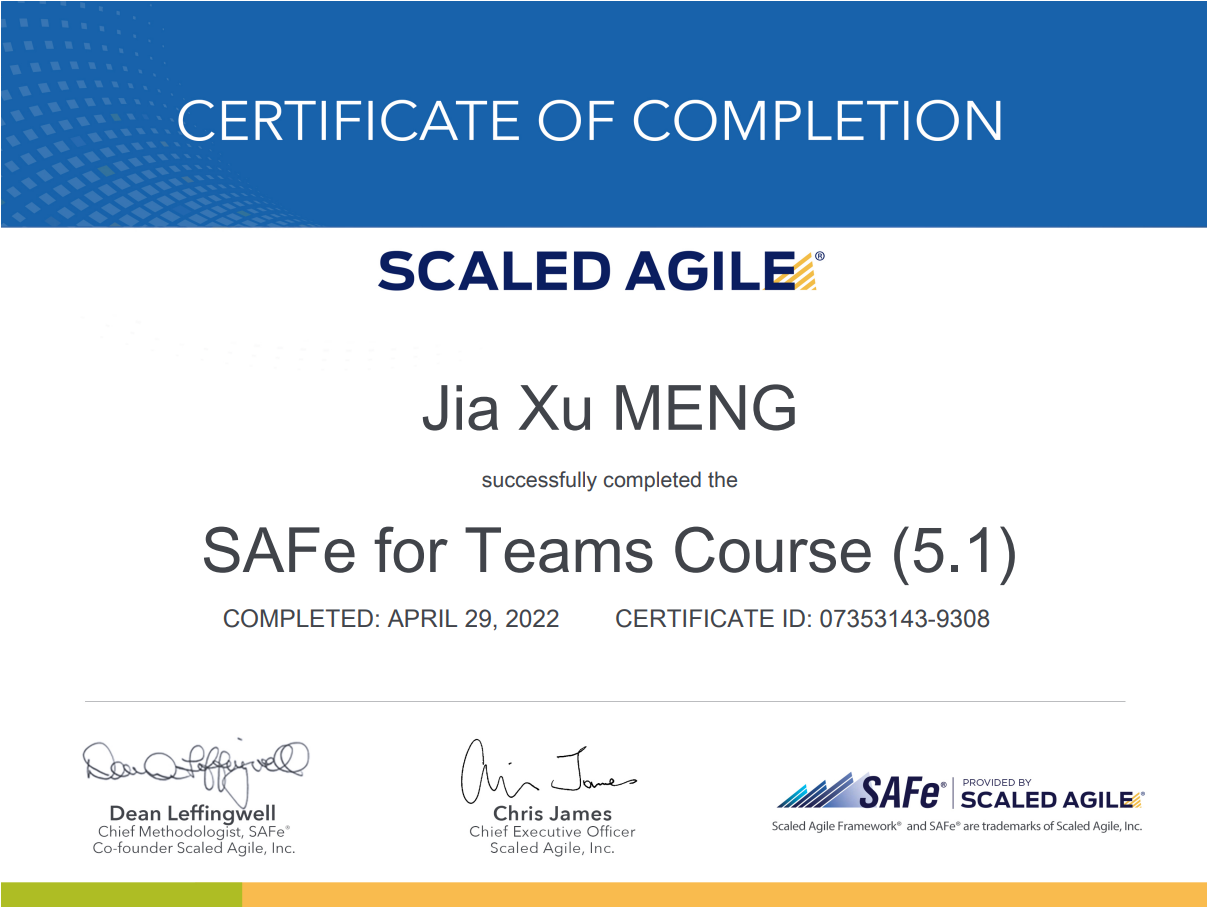 CERTIFICATE OF COMPLETION
SCALED AGILE®
Jia Xu MENG
successfully completed the
SAFe for Teams Course (5.1)
COMPLETED: APRIL 29, 2022 CERTIFICATE ID: 07353143-9308
Dean Leffingwell
Dean Leffingwell
Chief Methodologist, SAFe®
Co-founder Scaled Agile, Inc.
Chris James
Chris James
Chief Executive Officer
Scaled Agile, Inc.
SAFe® PROVIDED BY
SCALED AGILE®
Scaled Agile Framework® and SAFe® are trademarks of Scaled Agile, Inc.